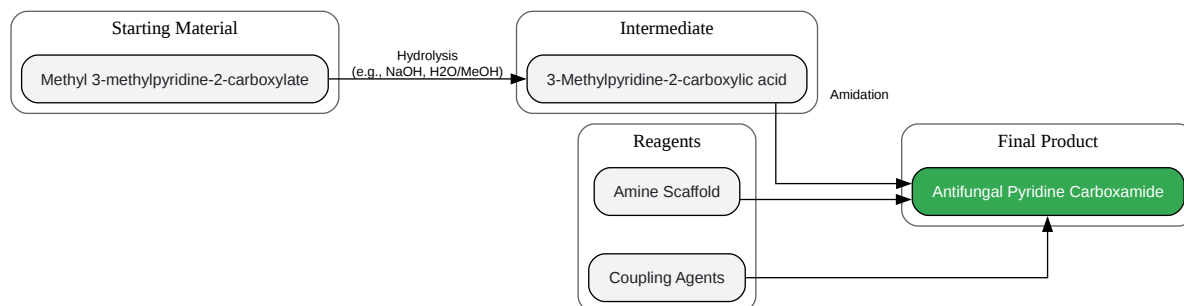 Starting Material
Methyl 3-methylpyridine-2-carboxylate
Hydrolysis
(e.g., NaOH, H2O/MeOH)
Intermediate
3-Methylpyridine-2-carboxylic acid
Amidation
Reagents
Amine Scaffold
Coupling Agents
Final Product
Antifungal Pyridine Carboxamide